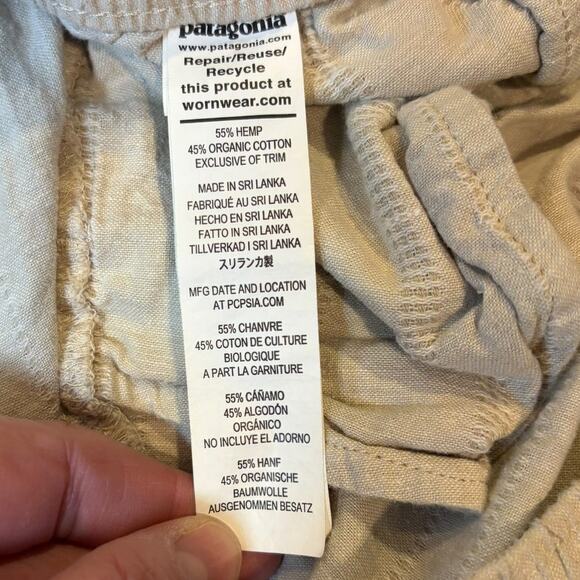 patagonia
www.patagonia.com
Repair/Reuse/
Recycle
this product at
wornwear.com
55% HEMP
45% ORGANIC COTTON
EXCLUSIVE OF TRIM
MADE IN SRI LANKA
FABRIQUÉ AU SRI LANKA
HECHO EN SRI LANKA
FATTO IN SRI LANKA
TILLVERKAD I SRI LANKA
スリランカ製
MFG DATE AND LOCATION
AT PCPSIA.COM
55% CHANVRE
45% COTON DE CULTURE
BIOLOGIQUE
A PART LA GARNITURE
55% CÁÑAMO
45% ALGODÓN
ORGÁNICO
NO INCLUYE EL ADORNO
55% HANF
45% ORGANISCHE
BAUMWOLLE
AUSGENOMMEN BESATZ